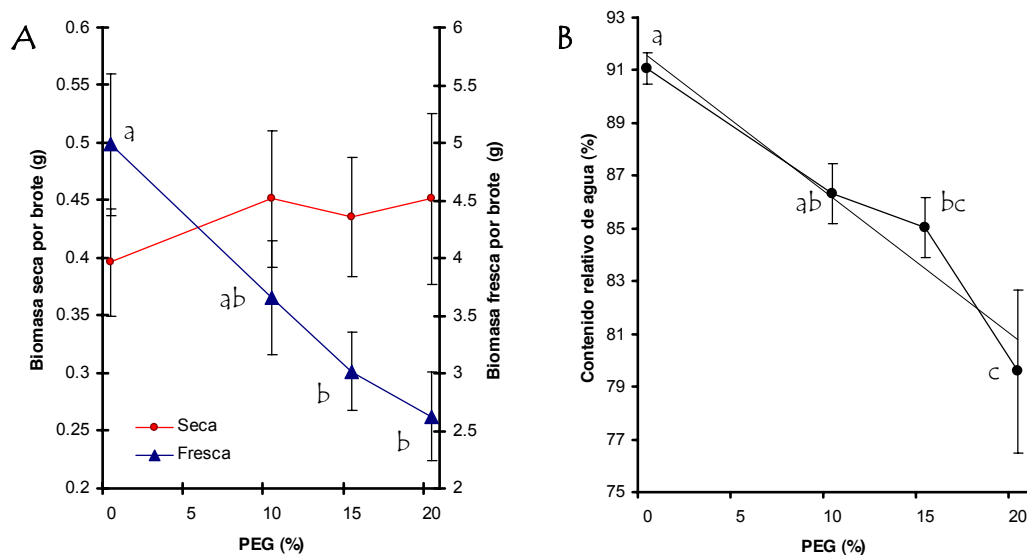 A
Biomasa seca por brote (g)
0.6
0.55
0.5
0.45
0.4
0.35
0.3
0.25
0.2
a
ab
b
b
Seca
Fresca
6
5.5
5
4.5
4
3.5
3
2.5
2
Biomasa fresca por brote (g)
0 5 10 15 20
PEG (%)
B
Contenido relativo de agua (%)
93
91
89
87
85
83
81
79
77
75
a
ab
bc
c
0 5 10 15 20
PEG (%)